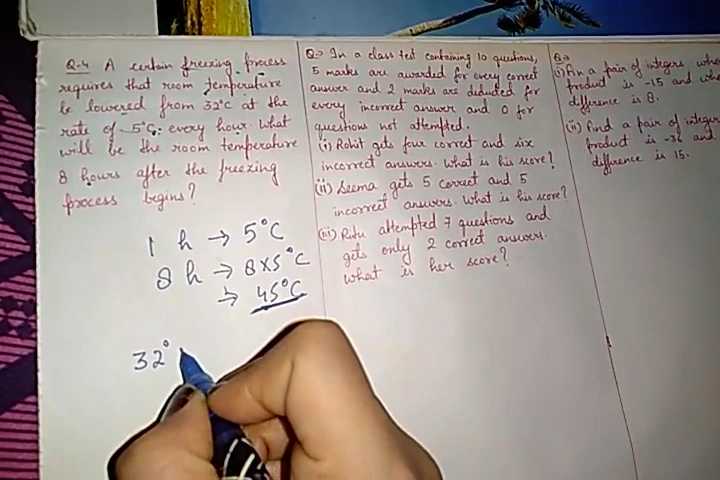 Q-4 A certain freezing process
requires that room temperature
be lowered from 32°C at the
rate of 5°C, every hour. What
will be the room temperature
8 hours after the freezing
process begins?
1 h → 5°C
8 h → 8×5°C
→ 45°C
32°
Q-> In a class test containing 10 questions,
5 marks are awarded for every correct
answer and 2 marks are deducted for
every incorrect answer and 0 for
questions not attempted.
(i) Rohit gets four correct and six
incorrect answers. What is his score?
(ii) Seema gets 5 correct and 5
incorrect answers. What is his score?
(iii) Ritu attempted 7 questions and
gets only 2 correct answers.
What is her score?
Q->
(i) Find a pair of integers who
product is -15 and who
difference is 8.
(ii) Find a pair of integer
product is -36 and
difference is 15.